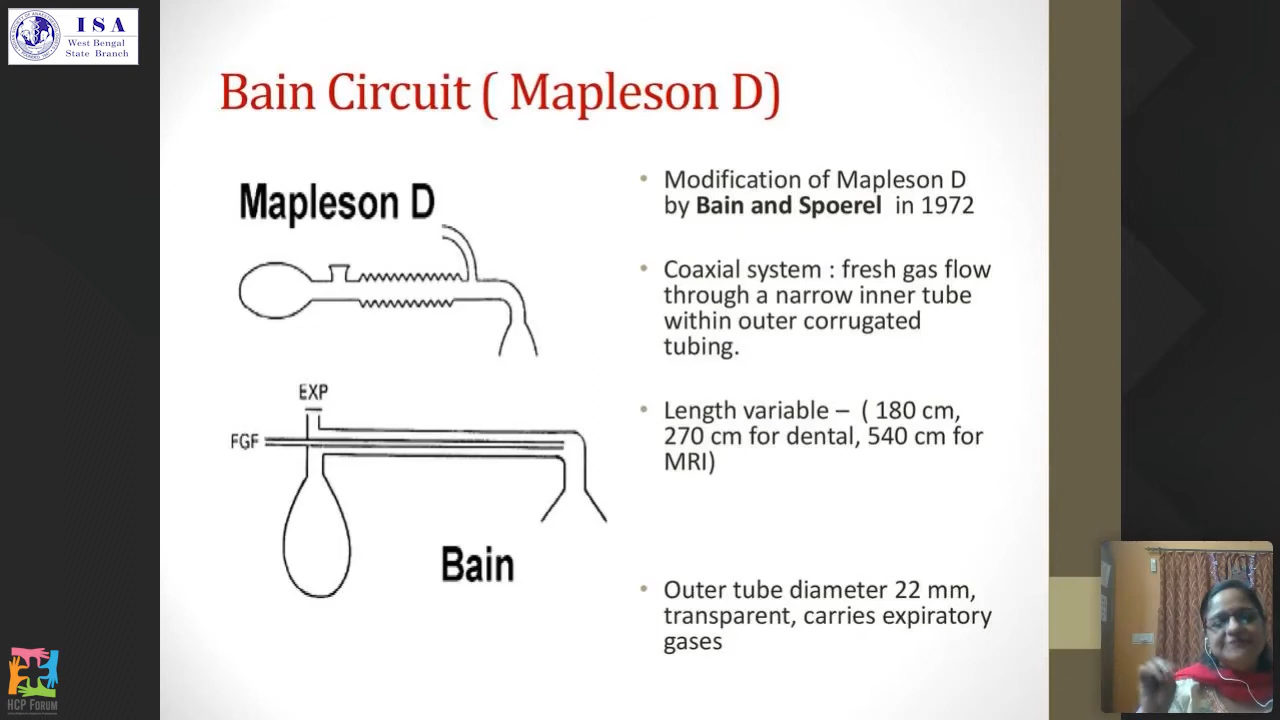 I S A
West Bengal
State Branch
Bain Circuit ( Mapleson D)
Mapleson D
EXP
FGF
Bain
• Modification of Mapleson D
by Bain and Spoerel in 1972
• Coaxial system : fresh gas flow
through a narrow inner tube
within outer corrugated
tubing.
• Length variable – ( 180 cm,
270 cm for dental, 540 cm for
MRI)
• Outer tube diameter 22 mm,
transparent, carries expiratory
gases
HCP FORUM